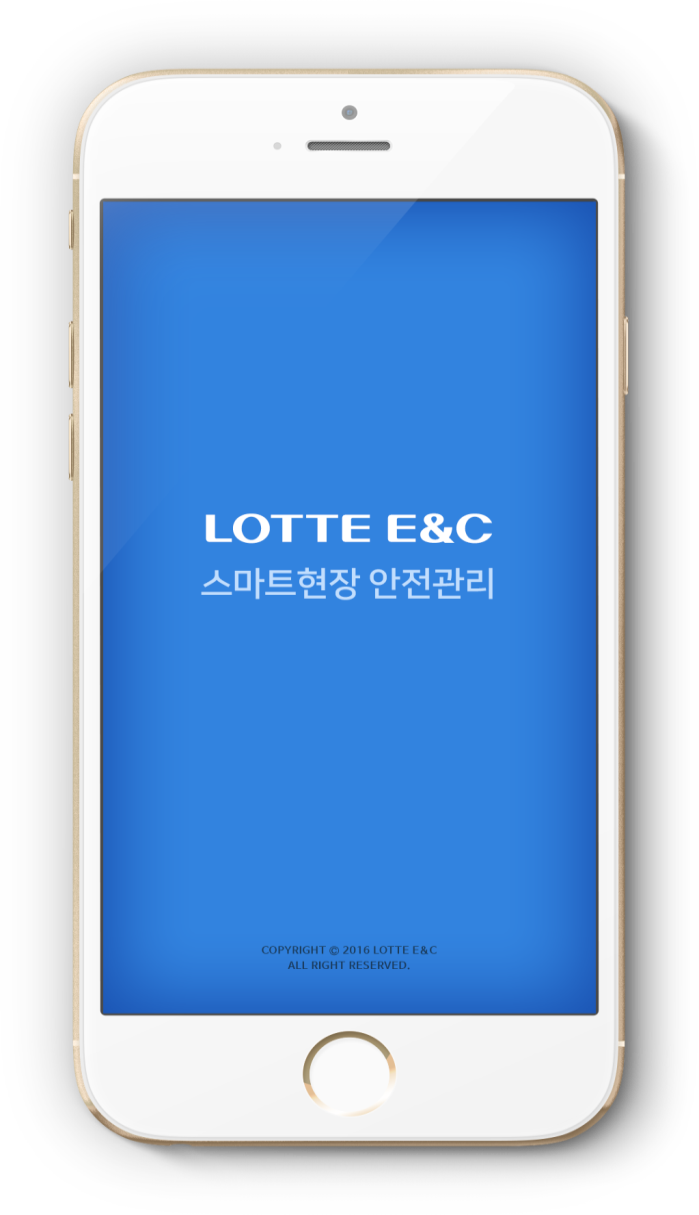 LOTTE E&C
스마트현장 안전관리
COPYRIGHT © 2016 LOTTE E&C
ALL RIGHT RESERVED.